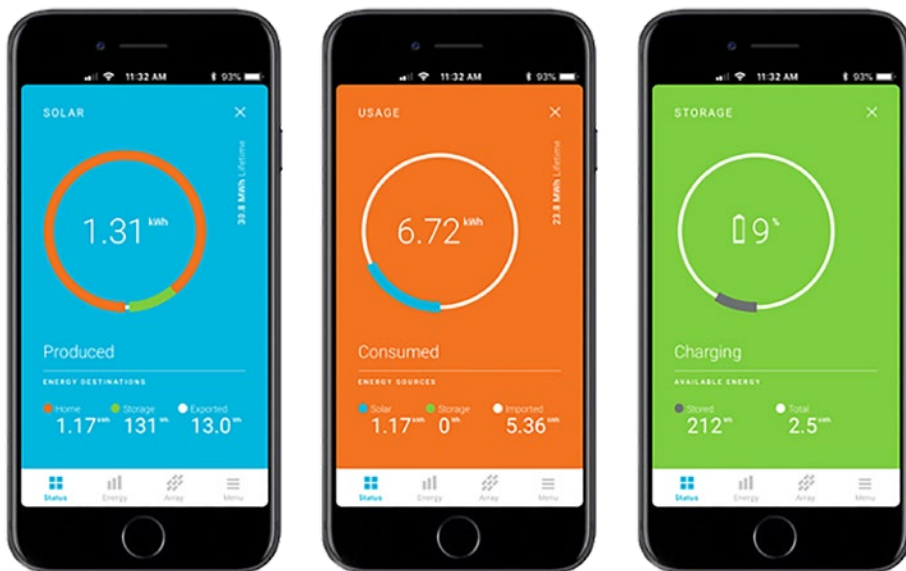 11:32 AM 93%
SOLAR
30.8 MWh Lifetime
1.31 kWh
Produced
ENERGY DESTINATIONS
Home Storage Exported
1.17 kWh 131 Wh 13.0 Wh
Status Energy Array Menu
11:32 AM 93%
USAGE
23.8 MWh Lifetime
6.72 kWh
Consumed
ENERGY SOURCES
Solar Storage Imported
1.17 kWh 0 Wh 5.36 kWh
Status Energy Array Menu
11:32 AM 93%
STORAGE
9%
Charging
AVAILABLE ENERGY
Stored Total
212 Wh 2.5 kWh
Status Energy Array Menu